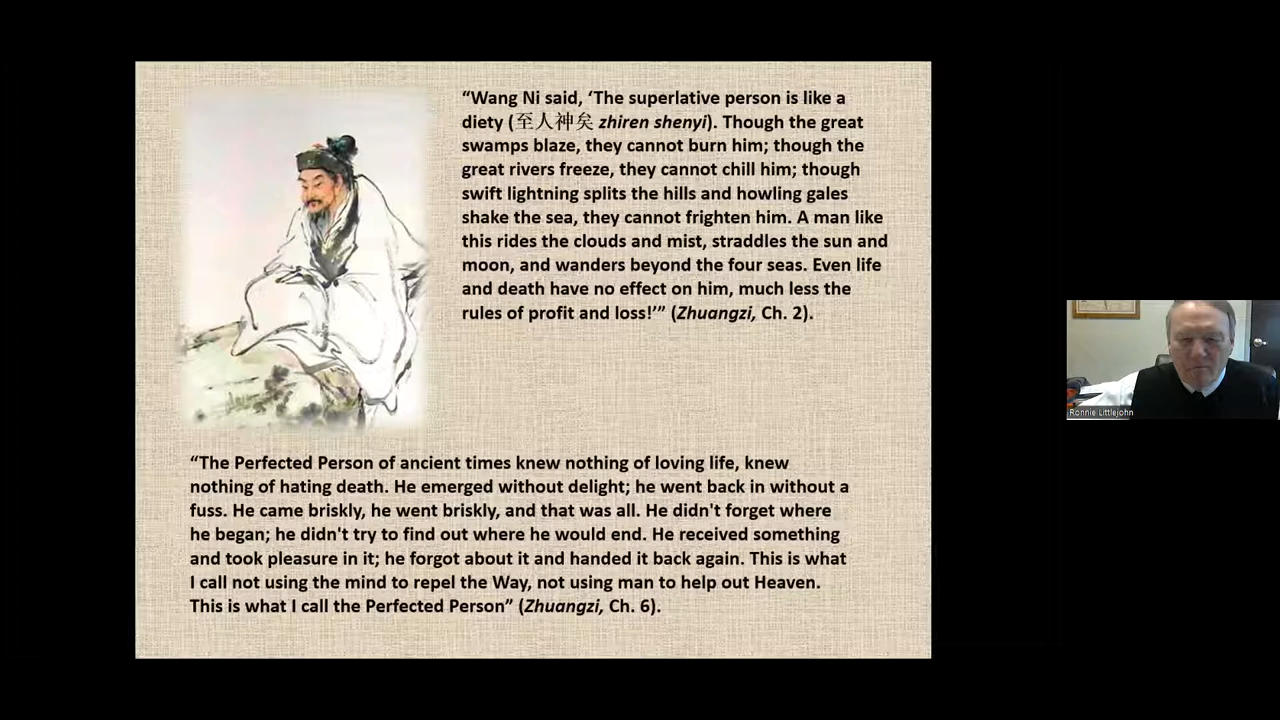 “Wang Ni said, ‘The superlative person is like a
diety (至人神矣 zhiren shenyi). Though the great
swamps blaze, they cannot burn him; though the
great rivers freeze, they cannot chill him; though
swift lightning splits the hills and howling gales
shake the sea, they cannot frighten him. A man like
this rides the clouds and mist, straddles the sun and
moon, and wanders beyond the four seas. Even life
and death have no effect on him, much less the
rules of profit and loss!’” (Zhuangzi, Ch. 2).
“The Perfected Person of ancient times knew nothing of loving life, knew
nothing of hating death. He emerged without delight; he went back in without a
fuss. He came briskly, he went briskly, and that was all. He didn't forget where
he began; he didn't try to find out where he would end. He received something
and took pleasure in it; he forgot about it and handed it back again. This is what
I call not using the mind to repel the Way, not using man to help out Heaven.
This is what I call the Perfected Person” (Zhuangzi, Ch. 6).
Ronnie Littlejohn